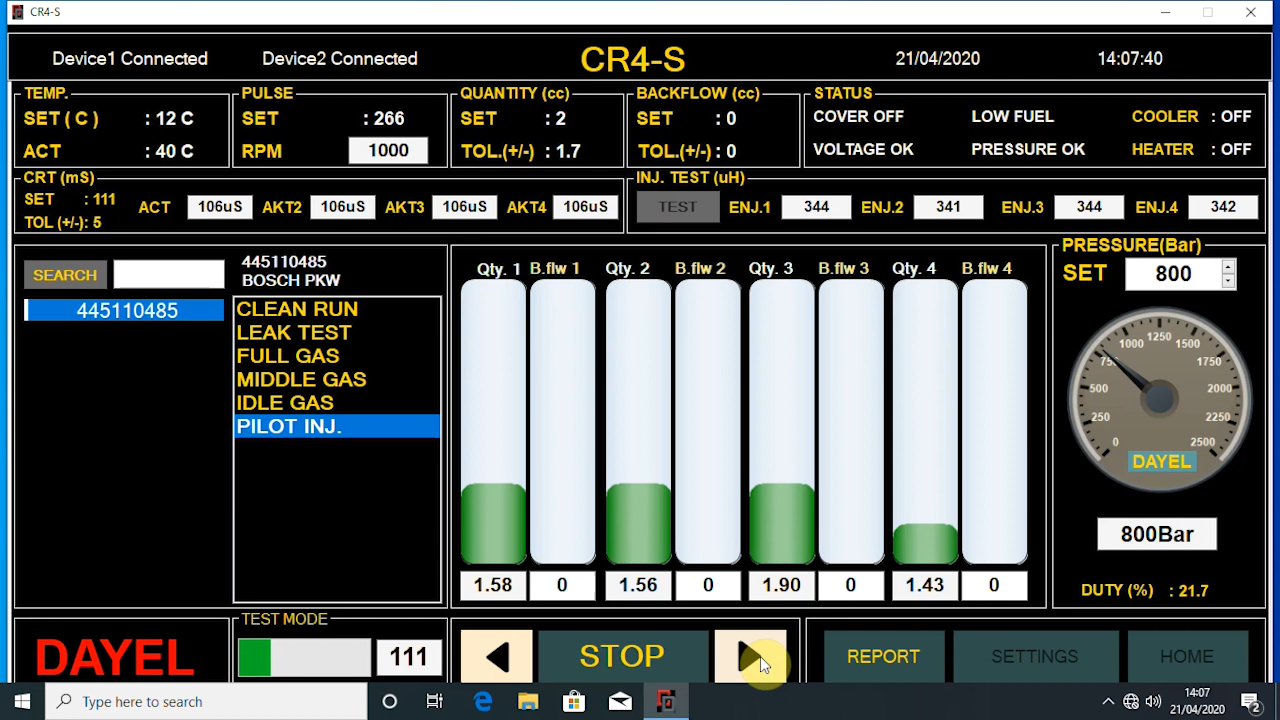 CR4-S
Device1 Connected Device2 Connected CR4-S 21/04/2020 14:07:40
TEMP. PULSE QUANTITY (cc) BACKFLOW (cc) STATUS
SET ( C ) : 12 C SET : 266 SET : 2 SET : 0 COVER OFF LOW FUEL COOLER : OFF
ACT : 40 C RPM 1000 TOL.(+/-) : 1.7 TOL.(+/-) : 0 VOLTAGE OK PRESSURE OK HEATER : OFF
CRT (mS) INJ. TEST (uH)
SET : 111
ACT 106uS AKT2 106uS AKT3 106uS AKT4 106uS TEST ENJ.1 344 ENJ.2 341 ENJ.3 344 ENJ.4 342
TOL (+/-): 5
PRESSURE(Bar)
SET 800
SEARCH
445110485
BOSCH PKW
445110485
CLEAN RUN
LEAK TEST
FULL GAS
MIDDLE GAS
IDLE GAS
PILOT INJ.
Qty. 1 B.flw 1 Qty. 2 B.flw 2 Qty. 3 B.flw 3 Qty. 4 B.flw 4
1.58 0 1.56 0 1.90 0 1.43 0
0 250 500 750 1000 1250 1500 1750 2000 2250 2500
DAYEL
800Bar
DUTY (%) : 21.7
DAYEL
TEST MODE
111
STOP
REPORT SETTINGS HOME
Type here to search
14:07
21/04/2020
2